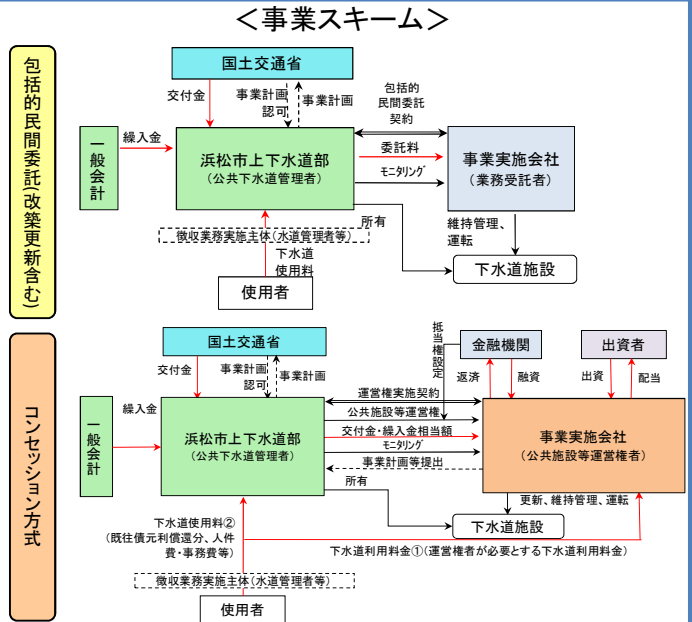 ＜事業スキーム＞
包括的民間委託(改築更新含む)
国土交通省
交付金
事業計画
認可
事業計画
包括的
民間委託
契約
一般会計
繰入金
浜松市上下水道部
（公共下水道管理者）
委託料
ﾓﾆﾀﾘﾝｸﾞ
事業実施会社
（業務受託者）
所有
維持管理、
運転
徴収業務実施主体（水道管理者等）
下水道
使用料
下水道施設
使用者
コンセッション方式
国土交通省
交付金
事業計画
認可
事業計画
抵当権設定
金融機関
出資者
返済
融資
出資
配当
一般会計
繰入金
浜松市上下水道部
（公共下水道管理者）
運営権実施契約
公共施設等運営権
交付金・繰入金相当額
ﾓﾆﾀﾘﾝｸﾞ
事業計画等提出
事業実施会社
（公共施設等運営権者）
所有
更新、維持管理、運転
下水道施設
下水道使用料②
（既往債元利償還分、人件
費・事務費等）
下水道利用料金①（運営権者が必要とする下水道利用料金）
徴収業務実施主体（水道管理者等）
使用者